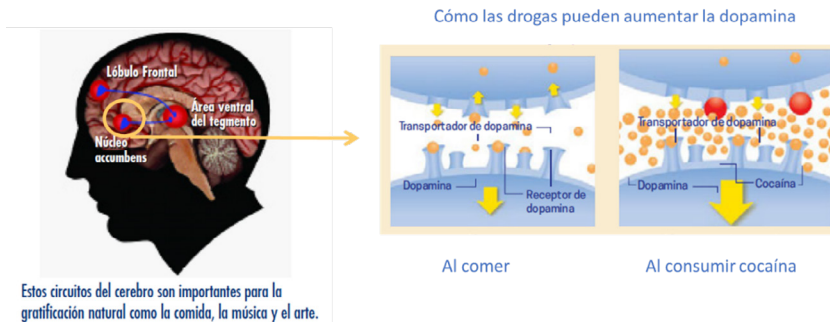 Cómo las drogas pueden aumentar la dopamina
Lóbulo Frontal
Área ventral
del tegmento
Núcleo
accumbens
Estos circuitos del cerebro son importantes para la
gratificación natural como la comida, la música y el arte.
Transportador de dopamina
Dopamina
Receptor de
dopamina
Al comer
Transportador de dopamina
Dopamina
Cocaína
Al consumir cocaína